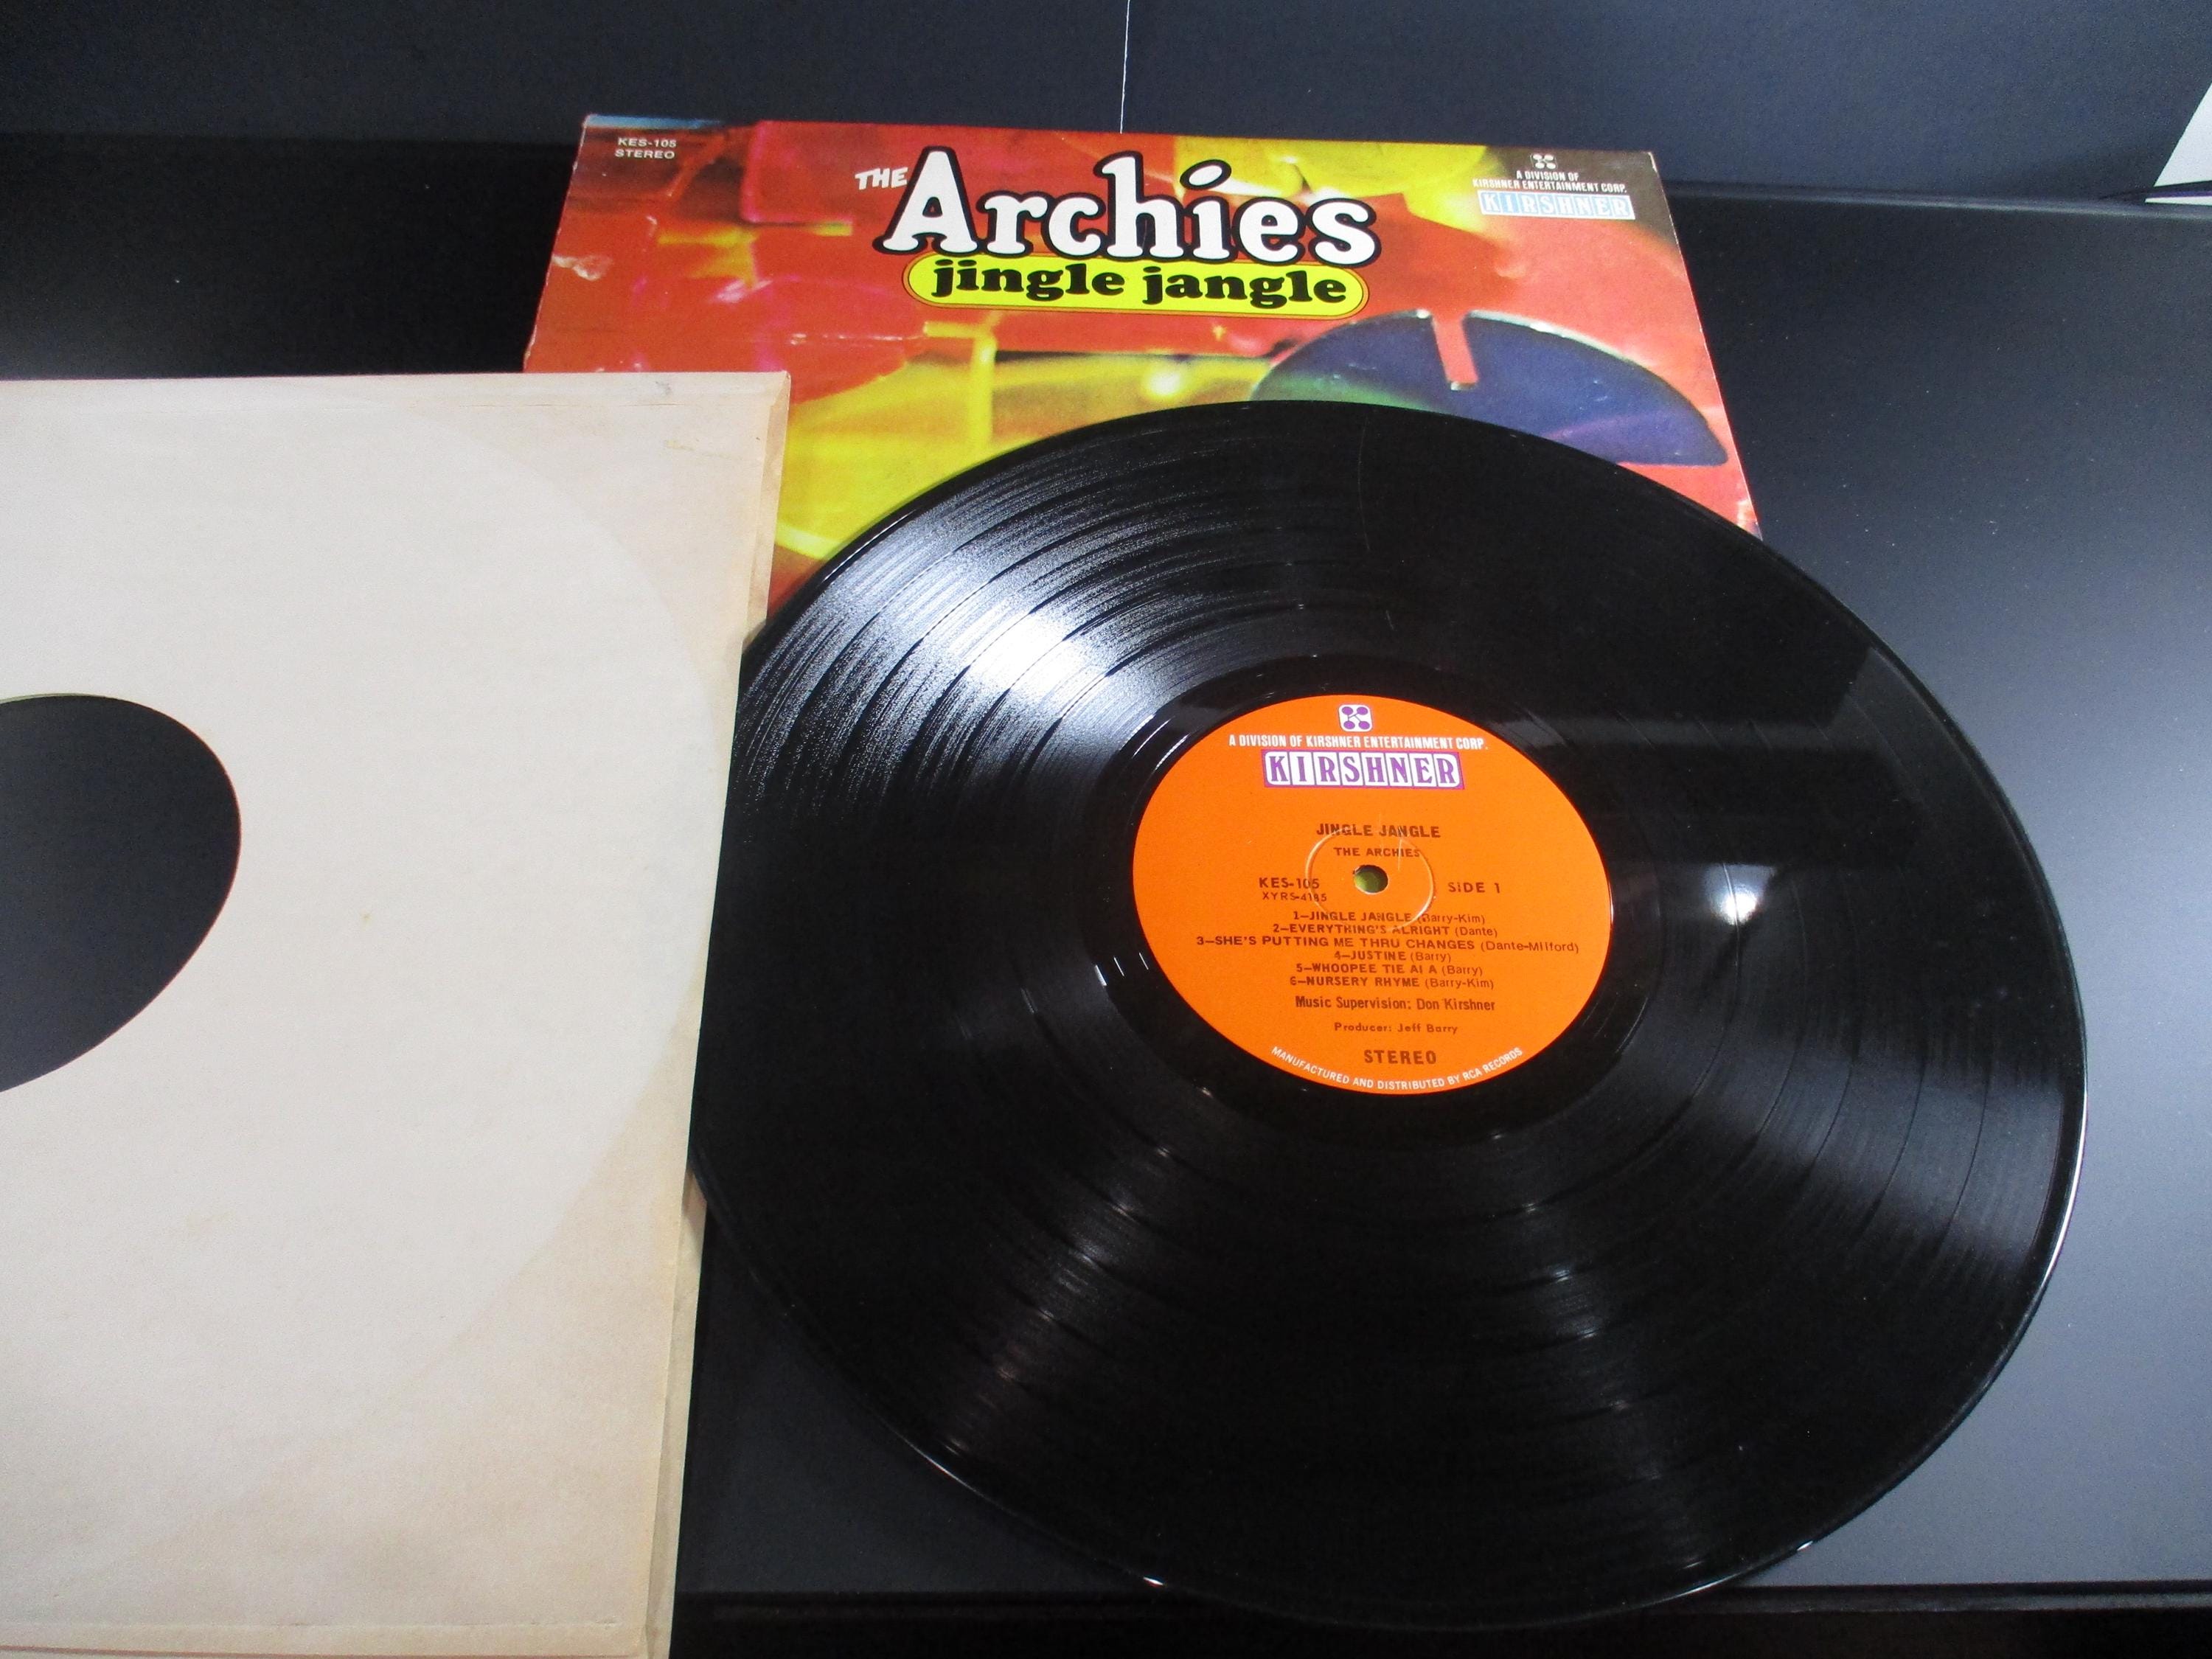 KES-105
STEREO
THE
Archies
jingle jangle
A DIVISION OF
KIRSHNER ENTERTAINMENT CORP.
KIRSHNER
A DIVISION OF KIRSHNER ENTERTAINMENT CORP.
KIRSHNER
JINGLE JANGLE
THE ARCHIES
KES-105
SIDE 1
XYRS-4185
1—JINGLE JANGLE (Barry-Kim)
2—EVERYTHING'S ALRIGHT (Dante)
3—SHE'S PUTTING ME THRU CHANGES (Dante-Milford)
4—JUSTINE (Barry)
5—WHOOPEE TIE AI A (Barry)
6—NURSERY RHYME (Barry-Kim)
Music Supervision: Don Kirshner
Producer: Jeff Barry
STEREO
MANUFACTURED AND DISTRIBUTED BY RCA RECORDS